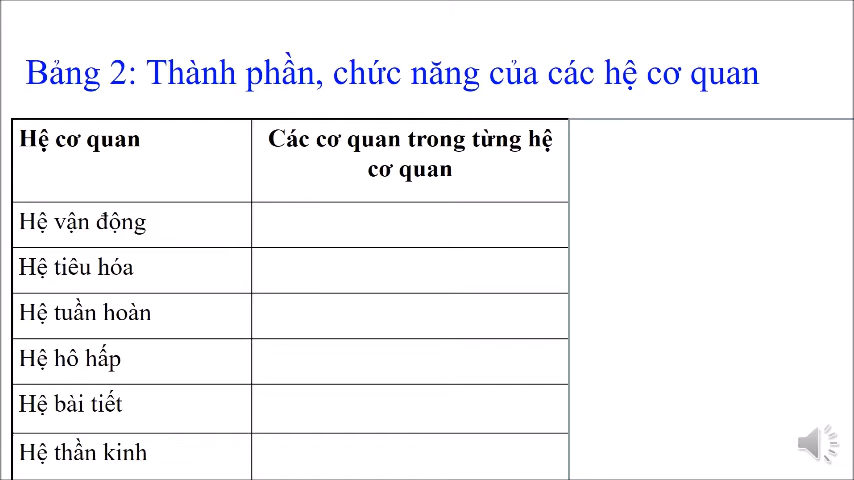 Bảng 2: Thành phần, chức năng của các hệ cơ quan
Hệ cơ quan
Các cơ quan trong từng hệ
cơ quan
Hệ vận động
Hệ tiêu hóa
Hệ tuần hoàn
Hệ hô hấp
Hệ bài tiết
Hệ thần kinh